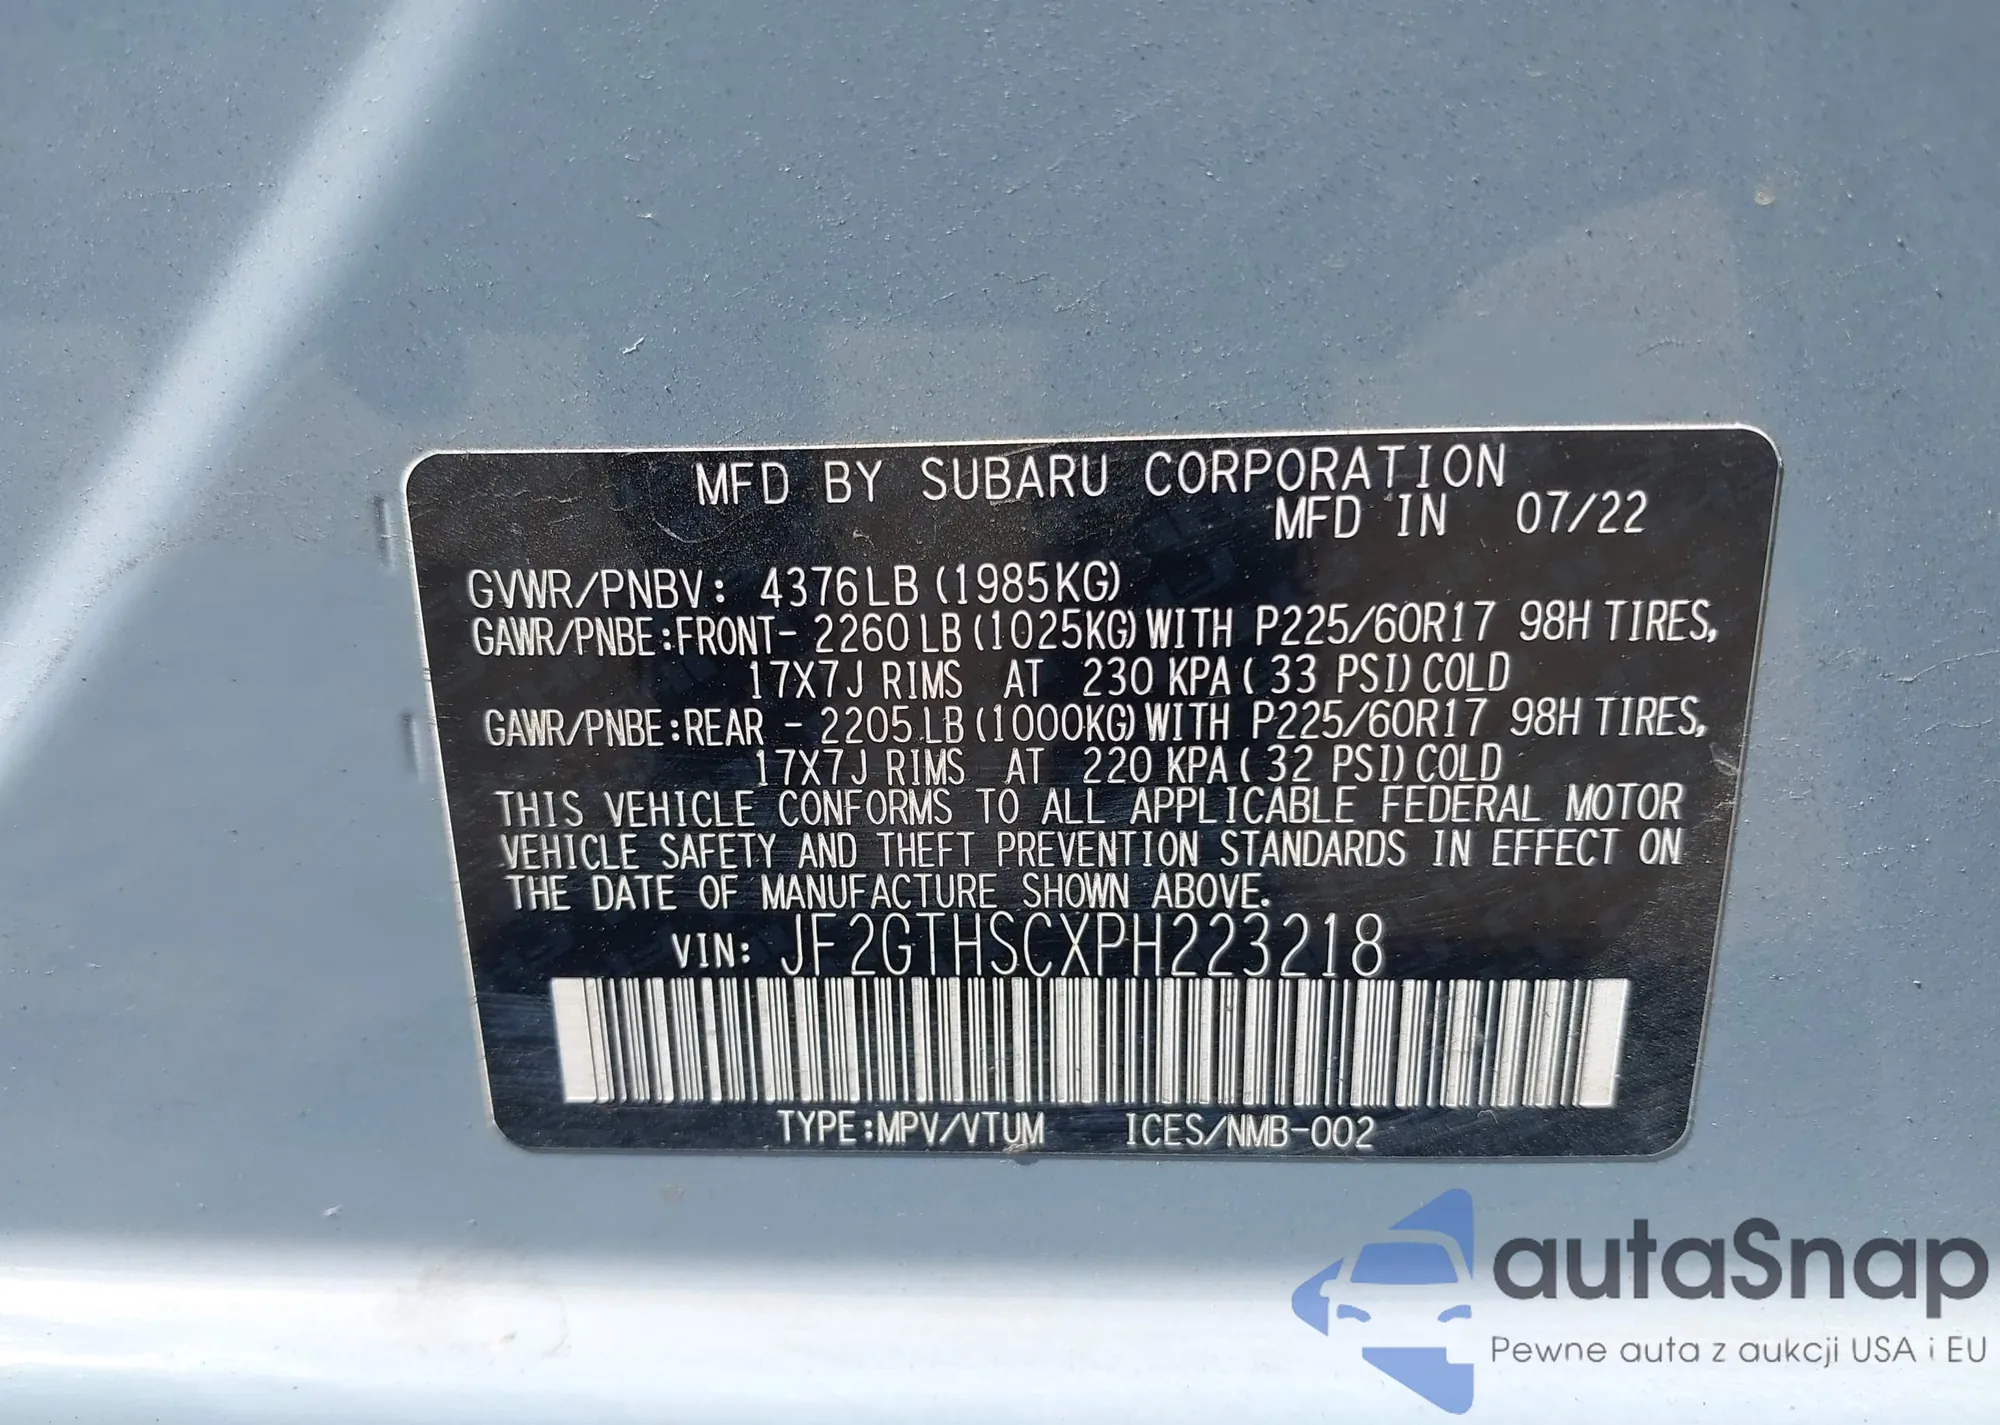 MFD BY SUBARU CORPORATION
MFD IN 07/22
GVWR/PNBV: 4376LB (1985KG)
GAWR/PNBE:FRONT- 2260LB (1025KG) WITH P225/60R17 98H TIRES,
17X7J RIMS AT 230 KPA ( 33 PSI) COLD
GAWR/PNBE:REAR - 2205LB (1000KG) WITH P225/60R17 98H TIRES,
17X7J RIMS AT 220 KPA ( 32 PSI) COLD
THIS VEHICLE CONFORMS TO ALL APPLICABLE FEDERAL MOTOR
VEHICLE SAFETY AND THEFT PREVENTION STANDARDS IN EFFECT ON
THE DATE OF MANUFACTURE SHOWN ABOVE.
VIN: JF2GTHSCXPH223218
TYPE:MPV/VTUM ICES/NMB-002
autaSnap
Pewne auta z aukcji USA i EU